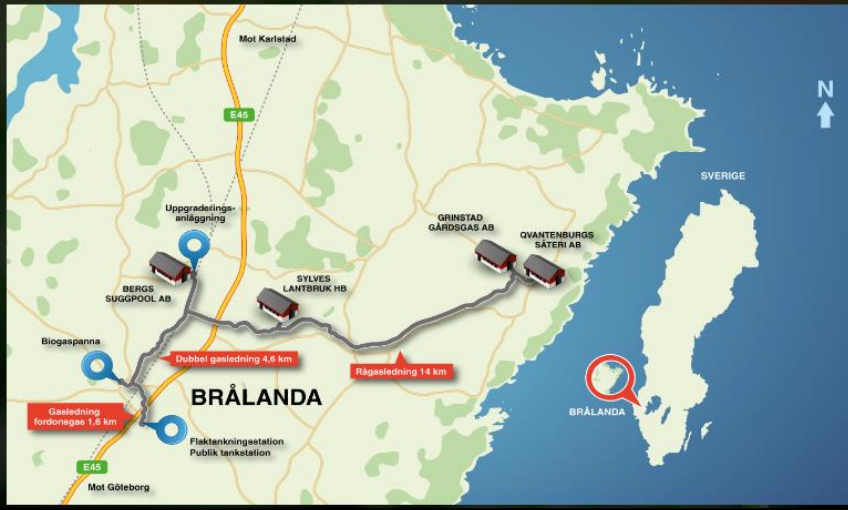 Mot Karlstad
E45
N
SVERIGE
Uppgraderings-
anläggning
GRINSTAD
GÅRDSGAS AB
QVANTENBURGS
SÄTERI AB
BERGS
SUGGPOOL AB
SYLVES
LANTBRUK HB
Biogaspanna
Dubbel gasledning 4,6 km
Rågasledning 14 km
BRÅLANDA
BRÅLANDA
Gasledning
fordonsgas 1,6 km
Flaktankningsstation
Publik tankstation
E45
Mot Göteborg